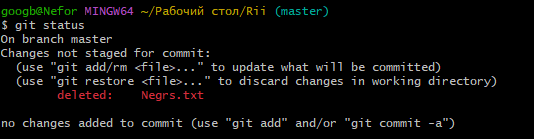 googb@Nefor MINGW64 ~/Рабочий стол/Rii (master)
$ git status
On branch master
Changes not staged for commit:
  (use "git add/rm <file>..." to update what will be committed)
  (use "git restore <file>..." to discard changes in working directory)
        deleted:    Negrs.txt

no changes added to commit (use "git add" and/or "git commit -a")